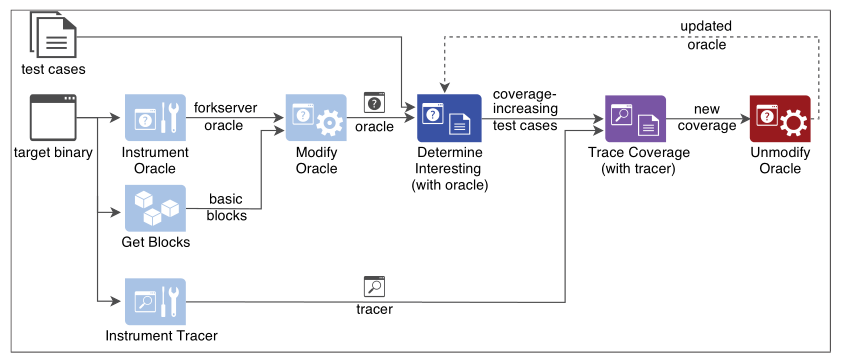 test cases
target binary
Instrument
Oracle
forkserver
oracle
Get Blocks
basic
blocks
Instrument Tracer
Modify
Oracle
oracle
tracer
Determine
Interesting
(with oracle)
coverage-
increasing
test cases
Trace Coverage
(with tracer)
new
coverage
Unmodify
Oracle
updated
oracle